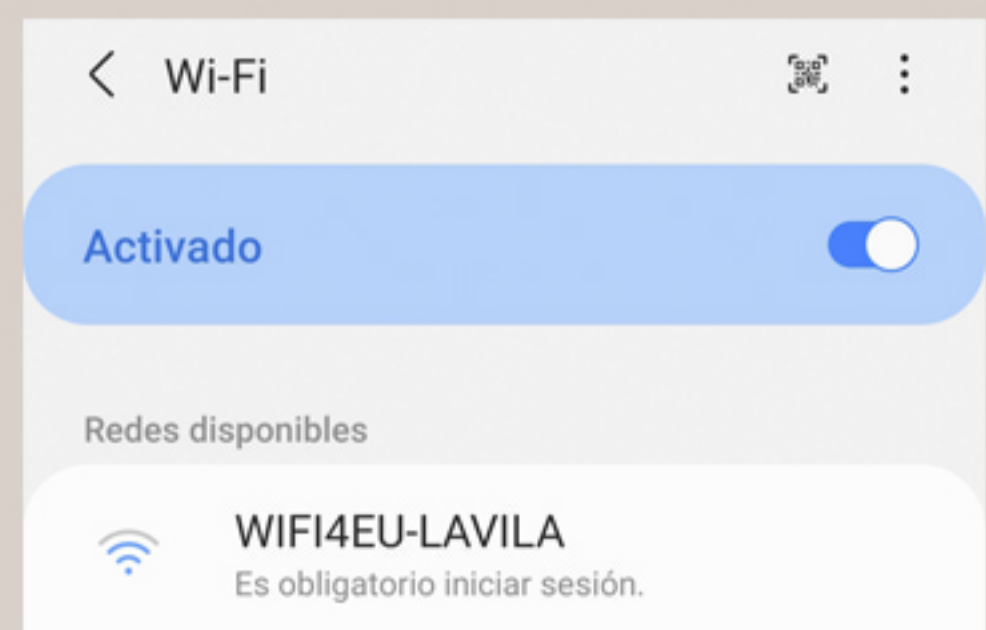 Wi-Fi
Activado
Redes disponibles
WIFI4EU-LAVILA
Es obligatorio iniciar sesión.